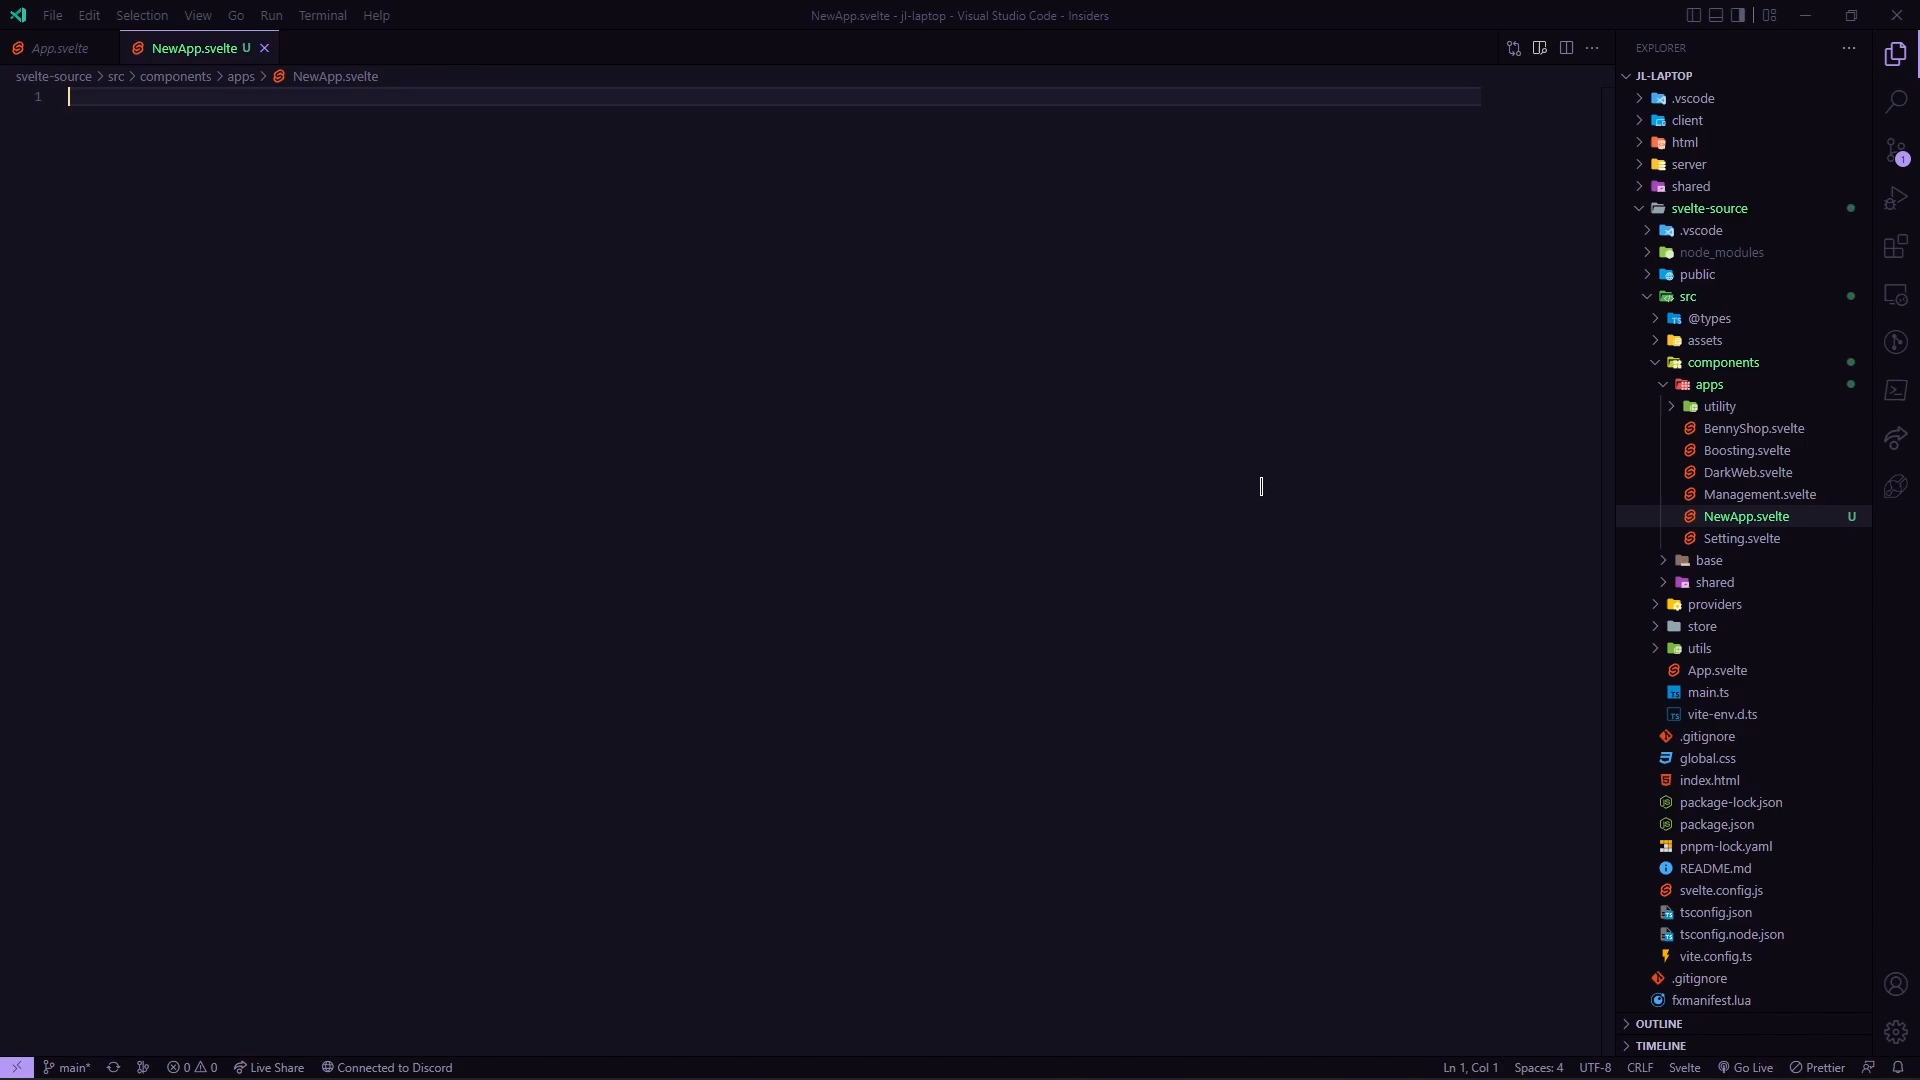 File Edit Selection View Go Run Terminal Help
NewApp.svelte - jl-laptop - Visual Studio Code - Insiders
App.svelte
NewApp.svelte U
svelte-source > src > components > apps > NewApp.svelte
1
EXPLORER
JL-LAPTOP
.vscode
client
html
server
shared
svelte-source
.vscode
node_modules
public
src
@types
assets
components
apps
utility
BennyShop.svelte
Boosting.svelte
DarkWeb.svelte
Management.svelte
NewApp.svelte U
Setting.svelte
base
shared
providers
store
utils
App.svelte
main.ts
vite-env.d.ts
.gitignore
global.css
index.html
package-lock.json
package.json
pnpm-lock.yaml
README.md
svelte.config.js
tsconfig.json
tsconfig.node.json
vite.config.ts
.gitignore
fxmanifest.lua
OUTLINE
TIMELINE
1
main* 0 0 Live Share Connected to Discord
Ln 1, Col 1 Spaces: 4 UTF-8 CRLF Svelte Go Live Prettier